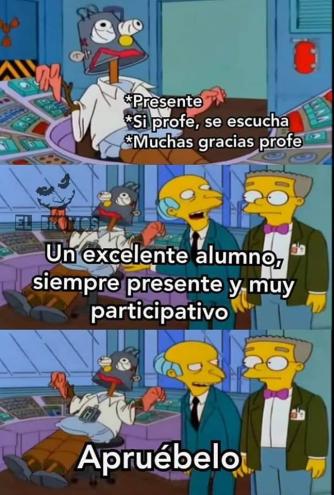 *Presente
*Si profe, se escucha
*Muchas gracias profe
Un excelente alumno,
siempre presente y muy
participativo
Apruébelo